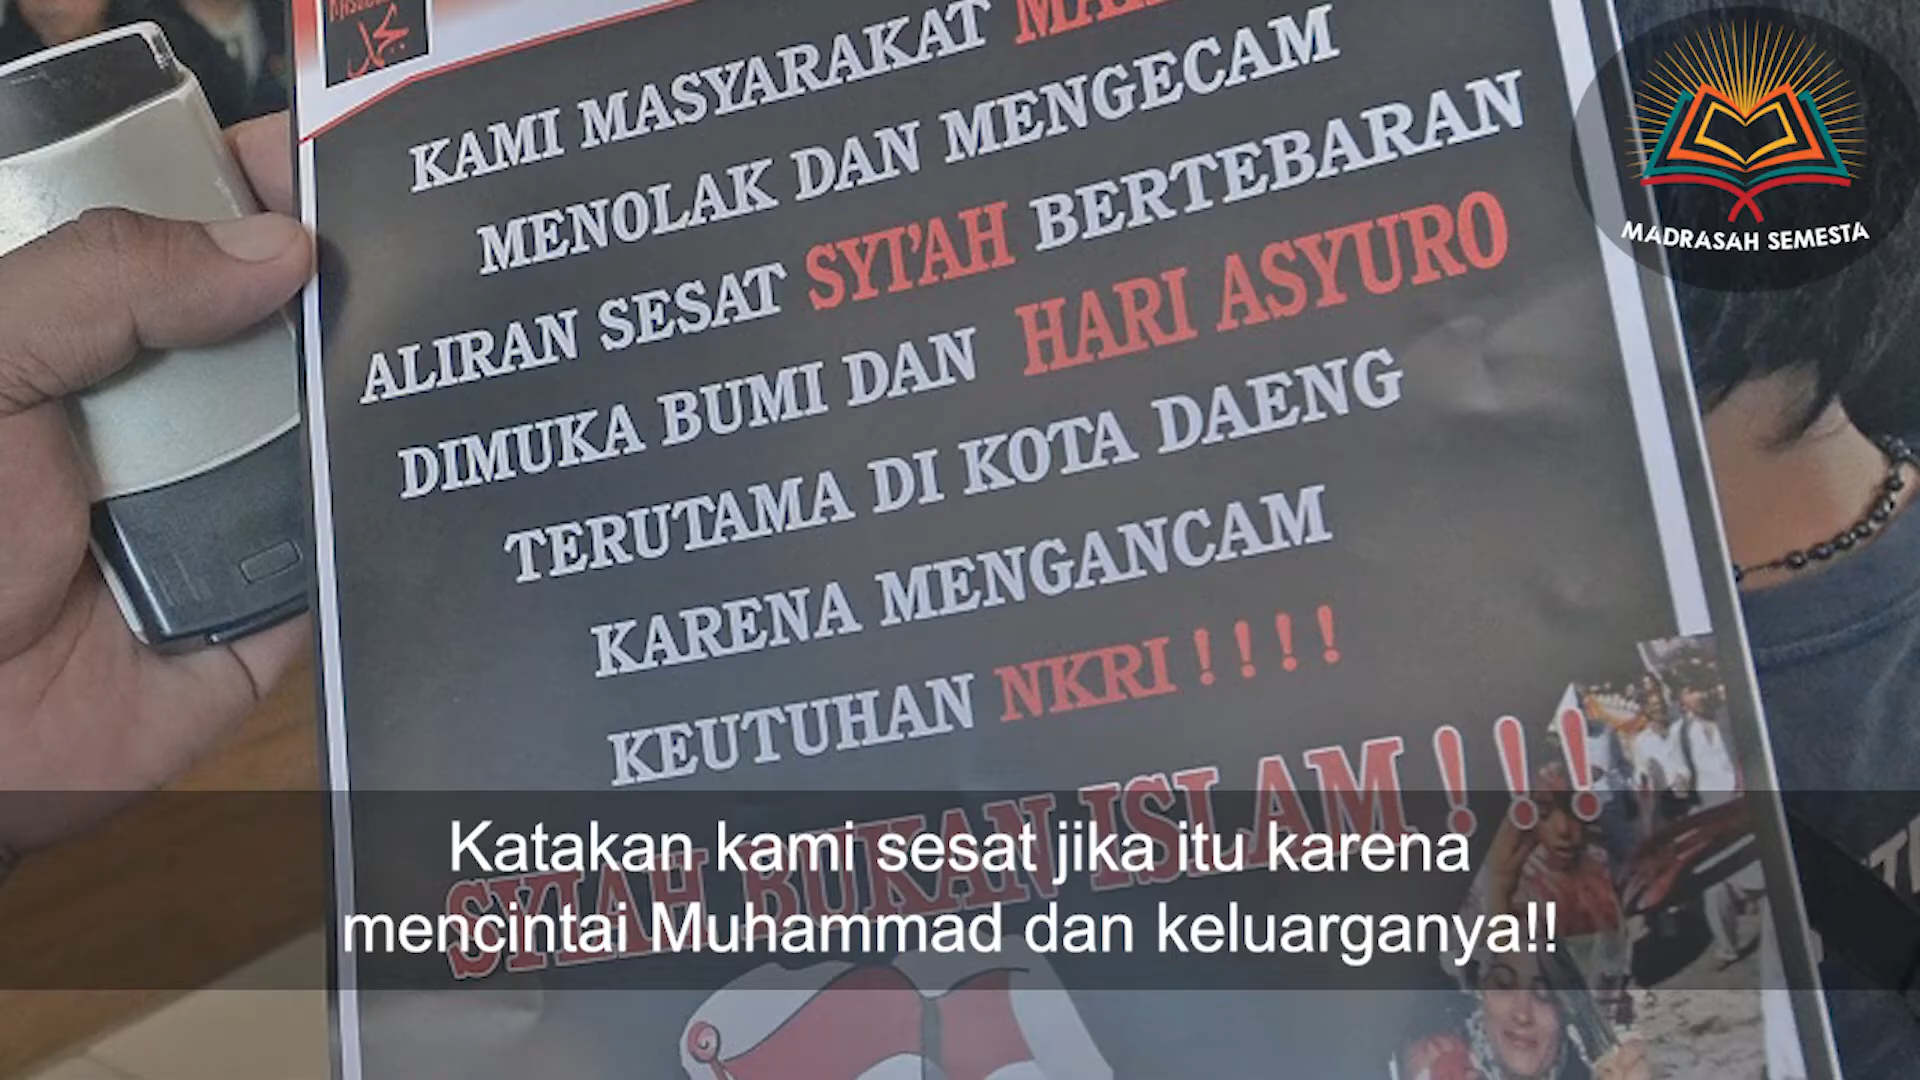 KAMI MASYARAKAT
MENOLAK DAN MENGECAM
ALIRAN SESAT SYI'AH BERTEBARAN
DIMUKA BUMI DAN HARI ASYURO
TERUTAMA DI KOTA DAENG
KARENA MENGANCAM
KEUTUHAN NKRI ! ! ! !
SYIAH BUKAN ISLAM ! ! !
MADRASAH SEMESTA
Katakan kami sesat jika itu karena
mencintai Muhammad dan keluarganya!!